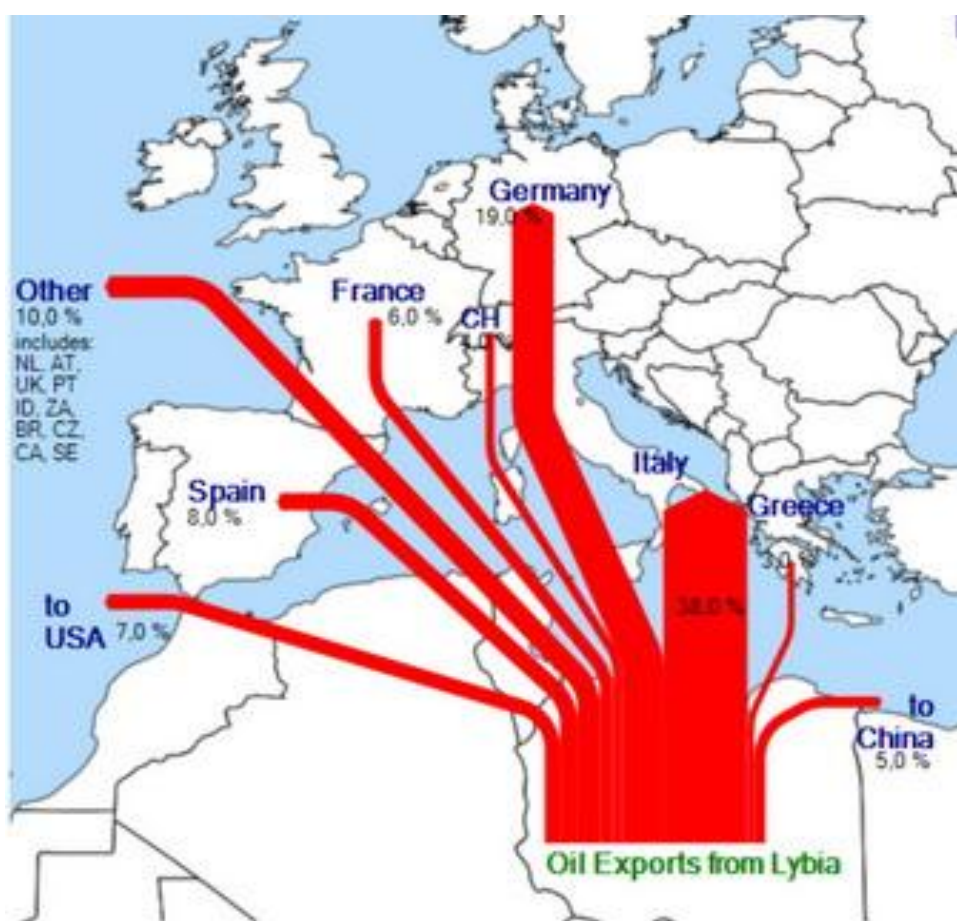 Germany
19,0 %
Other
10,0 %
includes:
NL, AT,
UK, PT
ID, ZA,
BR, CZ,
CA, SE
France
6,0 %
CH
Italy
38,0 %
Greece
Spain
8,0 %
to
USA
7,0 %
to
China
5,0 %
Oil Exports from Lybia